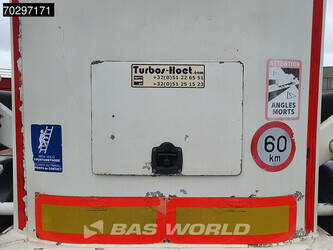 70297171
Turbos-Hoet.com
+32(0)51 22 65 51
+32(0)51 25 15 23
ATTENTION
ANGLES
MORTS
60
km
BAS WORLD